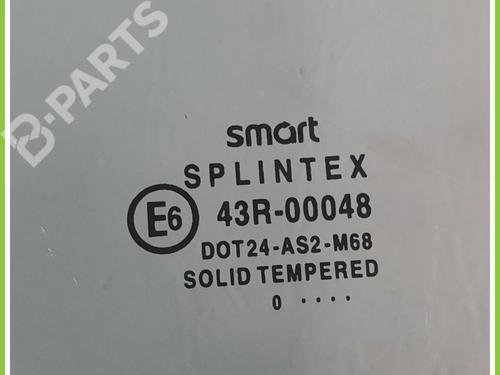 B-PARTS
smart
SPLINTEX
E6 43R-00048
DOT24-AS2-M68
SOLID TEMPERED
0 ....